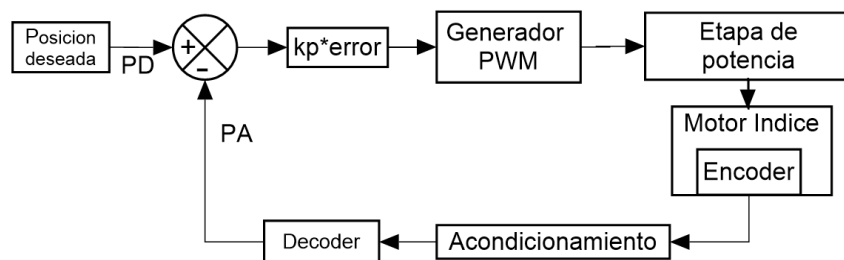 Posicion
deseada
PD
+
-
kp*error
Generador
PWM
Etapa de
potencia
Motor Indice
Encoder
PA
Decoder
Acondicionamiento